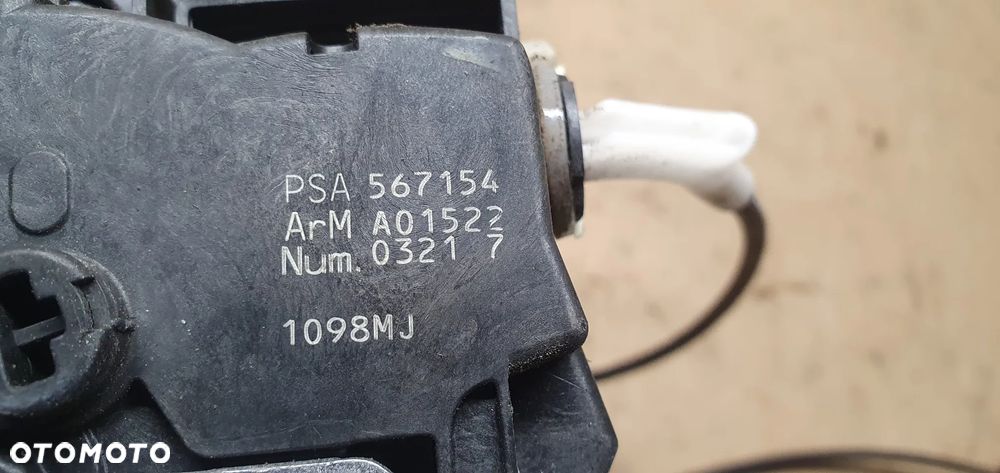 PSA 567154
ArM A01522
Num. 0321 7
1098MJ
OTOMOTO